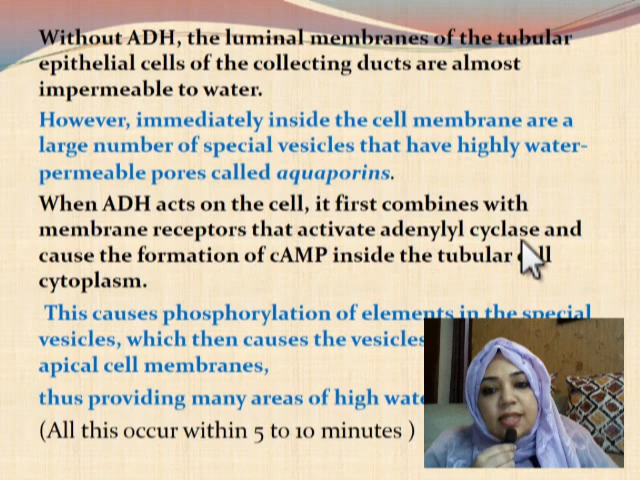 Without ADH, the luminal membranes of the tubular
epithelial cells of the collecting ducts are almost
impermeable to water.
However, immediately inside the cell membrane are a
large number of special vesicles that have highly water-
permeable pores called aquaporins.
When ADH acts on the cell, it first combines with
membrane receptors that activate adenylyl cyclase and
cause the formation of cAMP inside the tubular cell
cytoplasm.
This causes phosphorylation of elements in the special
vesicles, which then causes the vesicles
apical cell membranes,
thus providing many areas of high
(All this occur within 5 to 10 minutes )